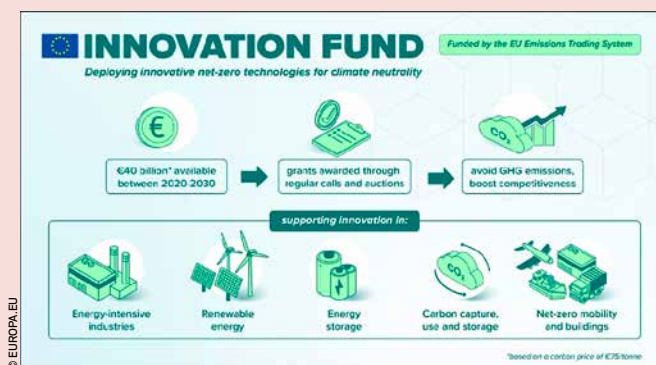 INNOVATION FUND
Funded by the EU Emissions Trading System
Deploying innovative net-zero technologies for climate neutrality
€
CO₂
€40 billion* available
between 2020-2030
grants awarded through
regular calls and auctions
avoid GHG emissions,
boost competitiveness
supporting innovation in:
CO₂
Energy-intensive
industries
Renewable
energy
Energy
storage
Carbon capture,
use and storage
Net-zero mobility
and buildings
*based on a carbon price of €75/tonne
© EUROPA.EU